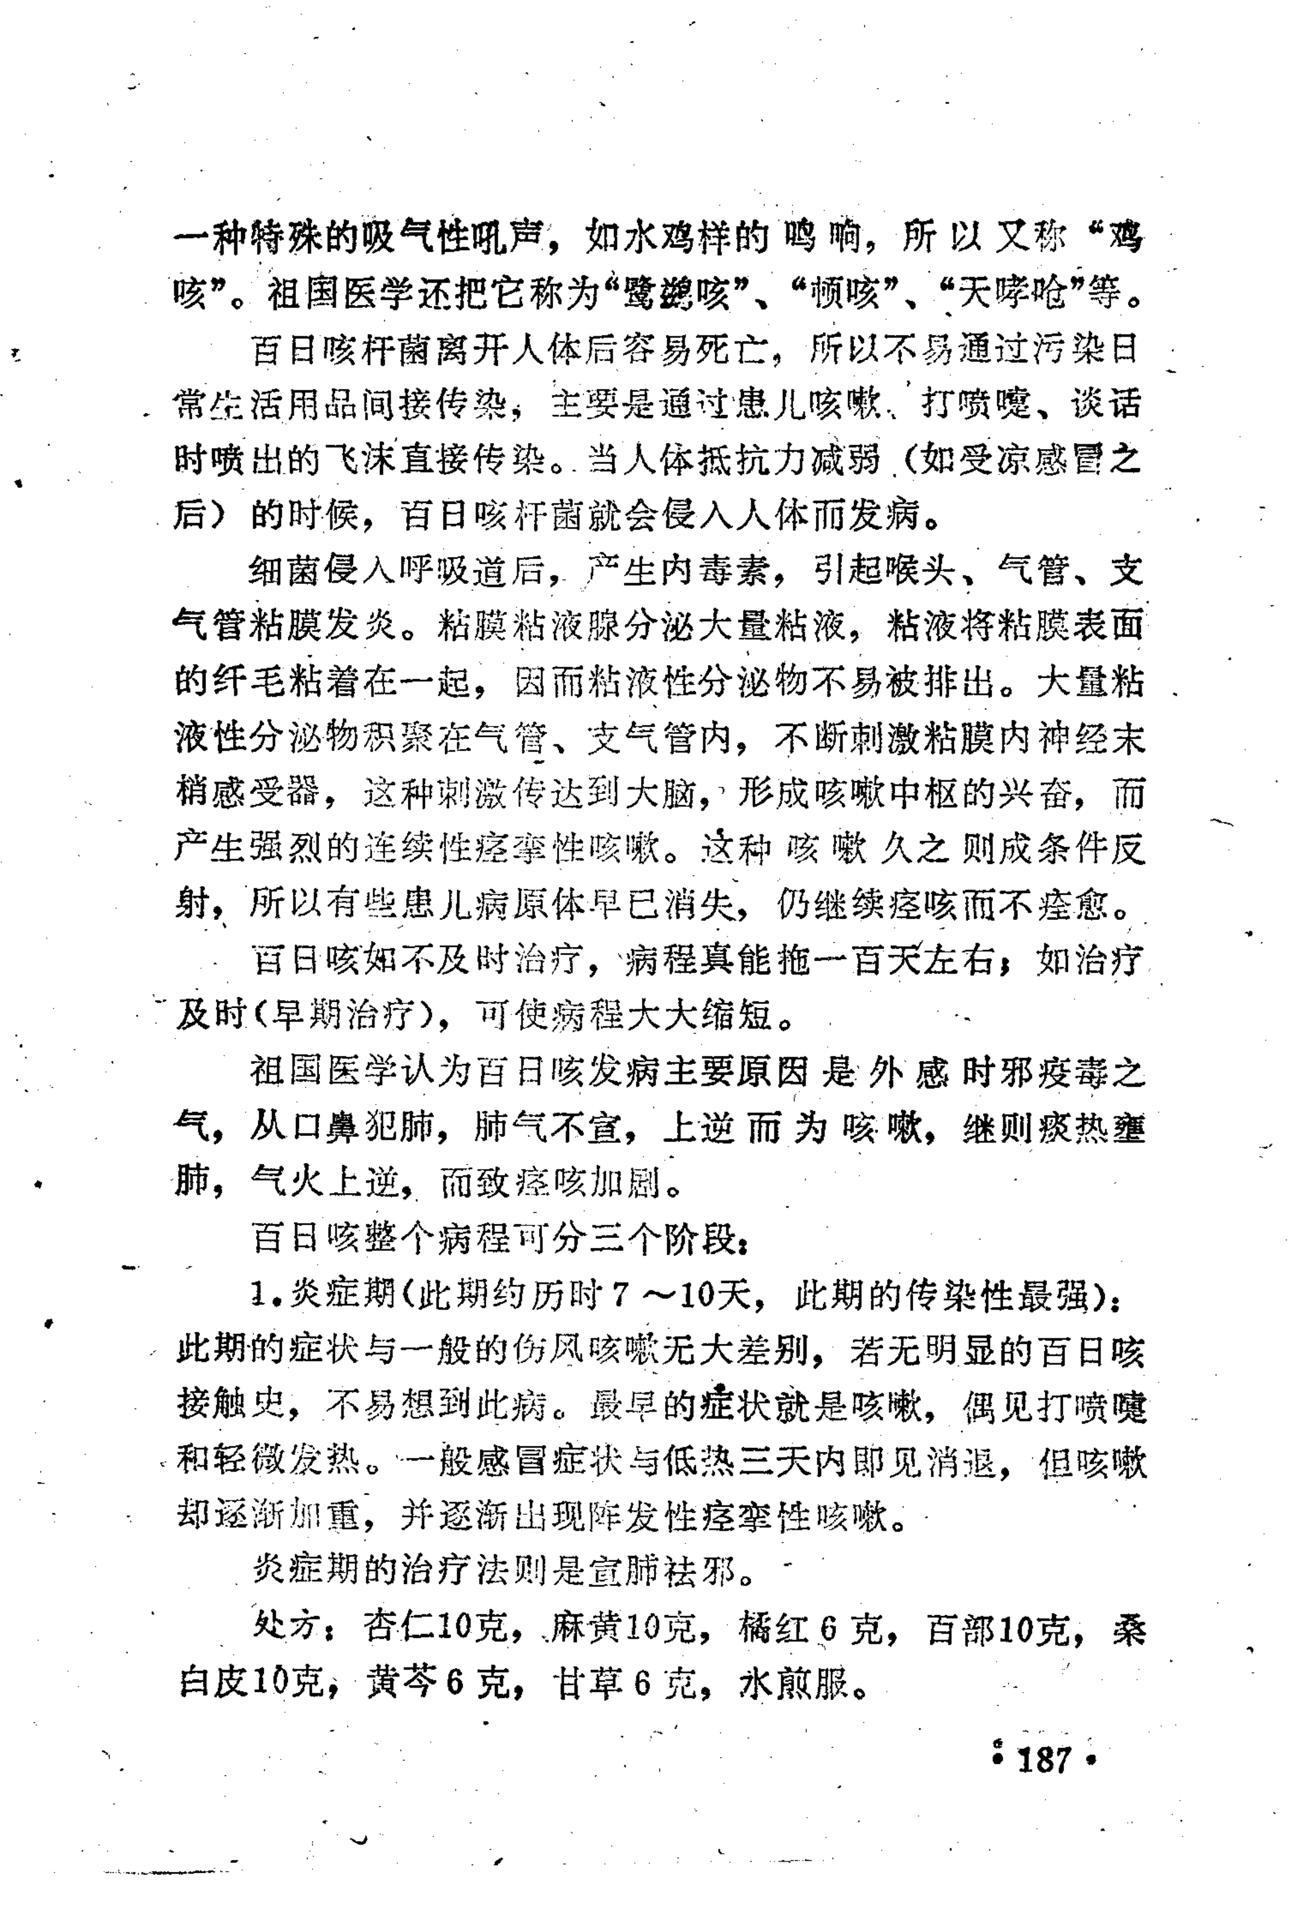 一种特殊的吸气性吼声，如水鸡样的鸣响，所以又称“鸡
咳”。祖国医学还把它称为“鹭鹚咳”、“顿咳”、“天哮呛”等。
百日咳杆菌离开人体后容易死亡，所以不易通过污染日
常生活用品间接传染，主要是通过患儿咳嗽、打喷嚏、谈话
时喷出的飞沫直接传染。当人体抵抗力减弱（如受凉感冒之
后）的时候，百日咳杆菌就会侵入人体而发病。
细菌侵入呼吸道后，产生内毒素，引起喉头、气管、支
气管粘膜发炎。粘膜粘液腺分泌大量粘液，粘液将粘膜表面
的纤毛粘着在一起，因而粘液性分泌物不易被排出。大量粘
液性分泌物积聚在气管、支气管内，不断刺激粘膜内神经末
梢感受器，这种刺激传达到大脑，形成咳嗽中枢的兴奋，而
产生强烈的连续性痉挛性咳嗽。这种咳嗽久之则成条件反
射，所以有些患儿病原体早已消失，仍继续痉咳而不痊愈。
百日咳如不及时治疗，病程真能拖一百天左右；如治疗
及时（早期治疗），可使病程大大缩短。
祖国医学认为百日咳发病主要原因是外感时邪疫毒之
气，从口鼻犯肺，肺气不宣，上逆而为咳嗽，继则痰热壅
肺，气火上逆，而致痉咳加剧。
百日咳整个病程可分三个阶段：
1．炎症期（此期约历时7～10天，此期的传染性最强）：
此期的症状与一般的伤风咳嗽无大差别，若无明显的百日咳
接触史，不易想到此病。最早的症状就是咳嗽，偶见打喷嚏
和轻微发热。一般感冒症状与低热三天内即见消退，但咳嗽
却逐渐加重，并逐渐出现阵发性痉挛性咳嗽。
炎症期的治疗法则是宣肺祛邪。
处方：杏仁10克，麻黄10克，橘红6克，百部10克，桑
白皮10克，黄芩6克，甘草6克，水煎服。
·187·